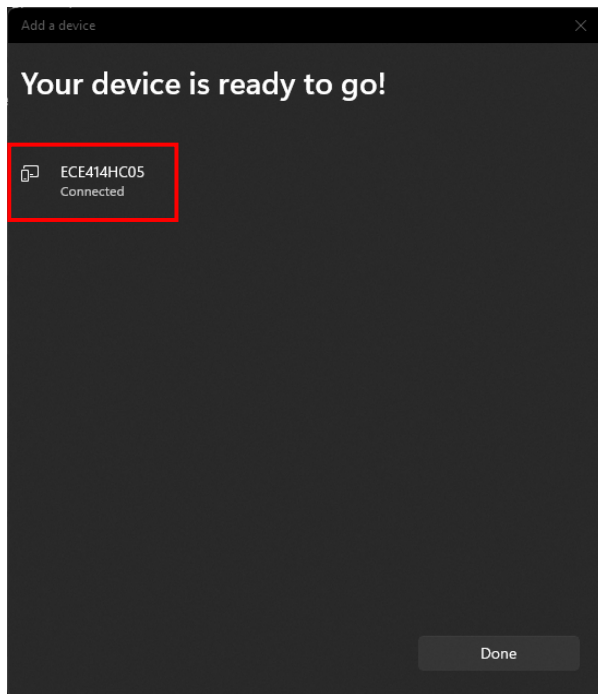 Add a device
Your device is ready to go!
ECE414HC05
Connected
Done